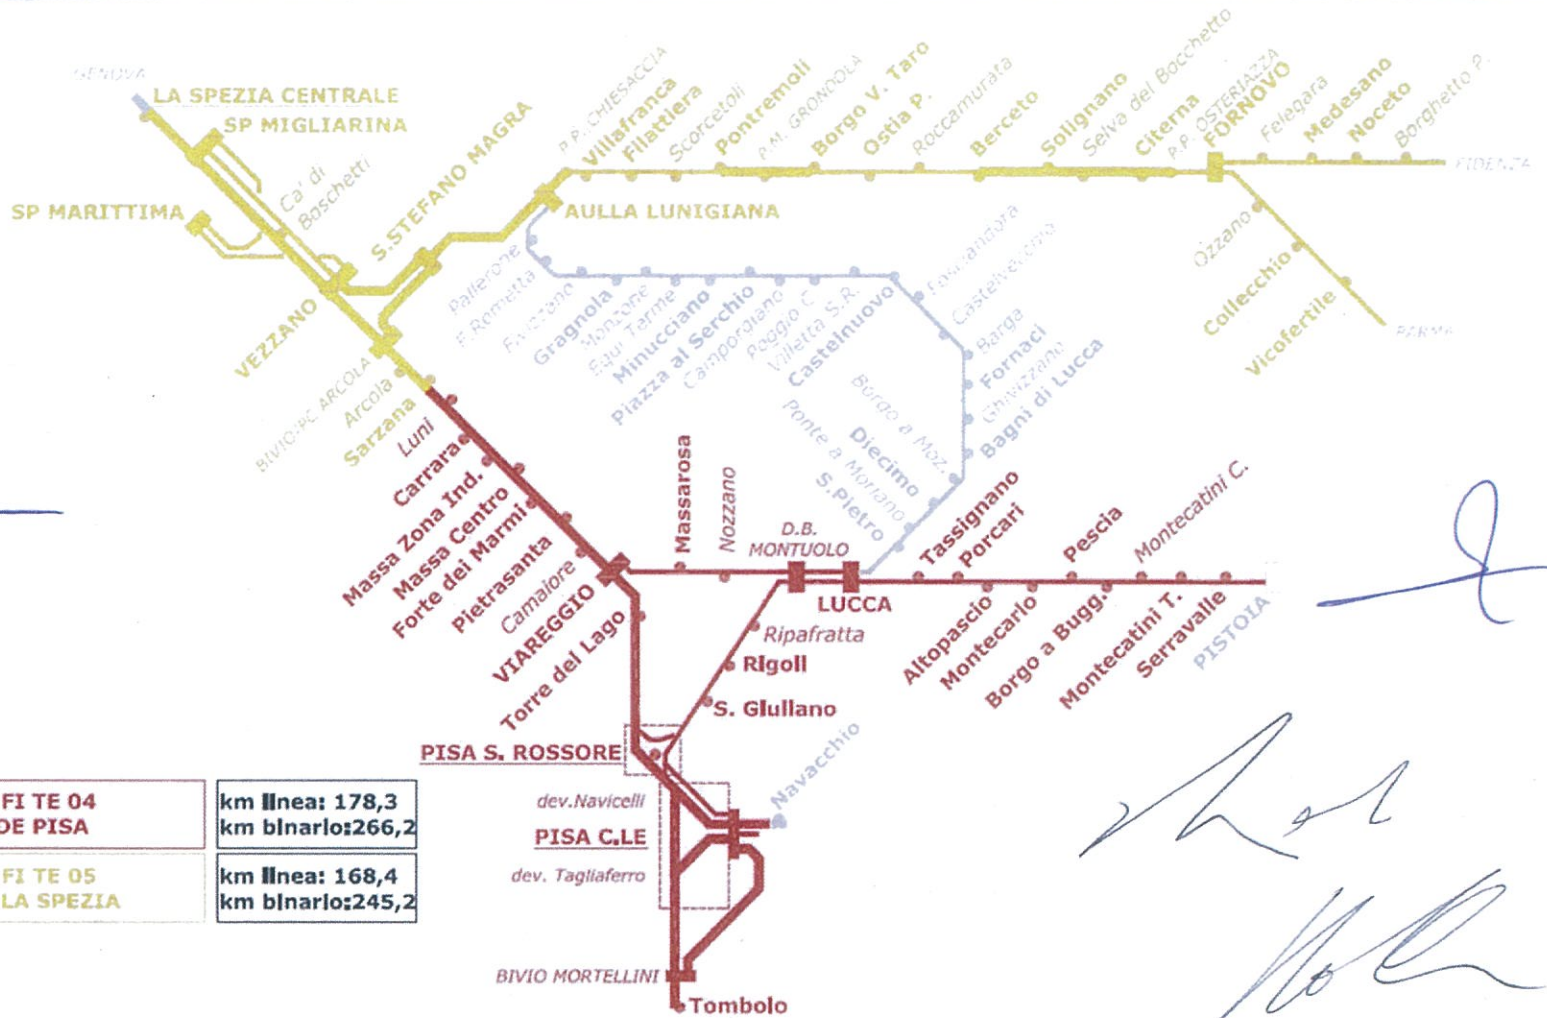 GENOVA
LA SPEZIA CENTRALE
SP MIGLIARINA
Ca' di
Boschetti
SP MARITTIMA
S.STEFANO MAGRA
VEZZANO
BIVIO/PC ARCOLA
Arcola
Sarzana
P.P. CHIESACCIA
Villafranca
Filattiera
Scorcetoli
Pontremoli
P.M. GRONDOLA
Borgo V. Taro
Ostia P.
Roccamurata
Berceto
Solignano
Selva del Bocchetto
Citerna
P.P. OSTERIAZZA
FORNOVO
Felegara
Medesano
Noceto
Borghetto P.
FIDENZA
AULLA LUNIGIANA
Ozzano
Collecchio
Vicofertile
PARMA
Pallerone
F.Rometta
Fivizzano
Gragnola
Monzone
Equi Terme
Minucciano
Piazza al Serchio
Camporgiano
Poggio C.
Villetta S.R.
Castelnuovo
Fosciandora
Castelvecchio
Barga
Fornaci
Ghivizzano
Bagni di Lucca
Borgo a Moz.
Diecimo
Ponte a Moriano
S.Pietro
Luni
Carrara
Massa Zona Ind.
Massa Centro
Forte dei Marmi
Pietrasanta
Camaiore
VIAREGGIO
Torre del Lago
Massarosa
Nozzano
D.B.
MONTUOLO
LUCCA
Tassignano
Porcari
Altopascio
Montecarlo
Pescia
Borgo a Bugg.
Montecatini C.
Montecatini T.
Serravalle
PISTOIA
Ripafratta
Rigoli
S. Giuliano
PISA S. ROSSORE
Navacchio
dev.Navicelli
PISA C.LE
dev. Tagliaferro
BIVIO MORTELLINI
Tombolo
FI TE 04
DE PISA
km linea: 178,3
km binario:266,2
FI TE 05
LA SPEZIA
km linea: 168,4
km binario:245,2